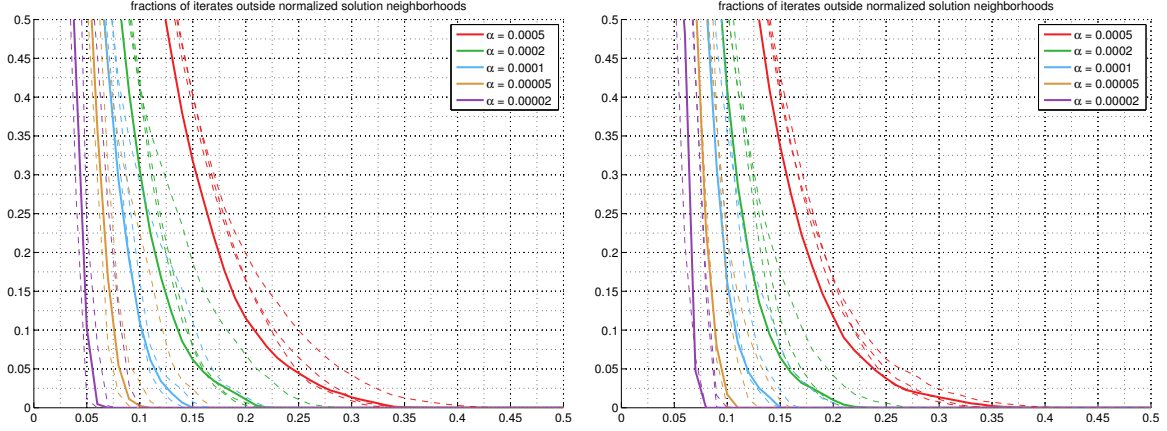 fractions of iterates outside normalized solution neighborhoods
0.5
0.45
0.4
0.35
0.3
0.25
0.2
0.15
0.1
0.05
0
α = 0.0005
α = 0.0002
α = 0.0001
α = 0.00005
α = 0.00002
0 0.05 0.1 0.15 0.2 0.25 0.3 0.35 0.4 0.45 0.5
fractions of iterates outside normalized solution neighborhoods
0.5
0.45
0.4
0.35
0.3
0.25
0.2
0.15
0.1
0.05
0
α = 0.0005
α = 0.0002
α = 0.0001
α = 0.00005
α = 0.00002
0 0.05 0.1 0.15 0.2 0.25 0.3 0.35 0.4 0.45 0.5